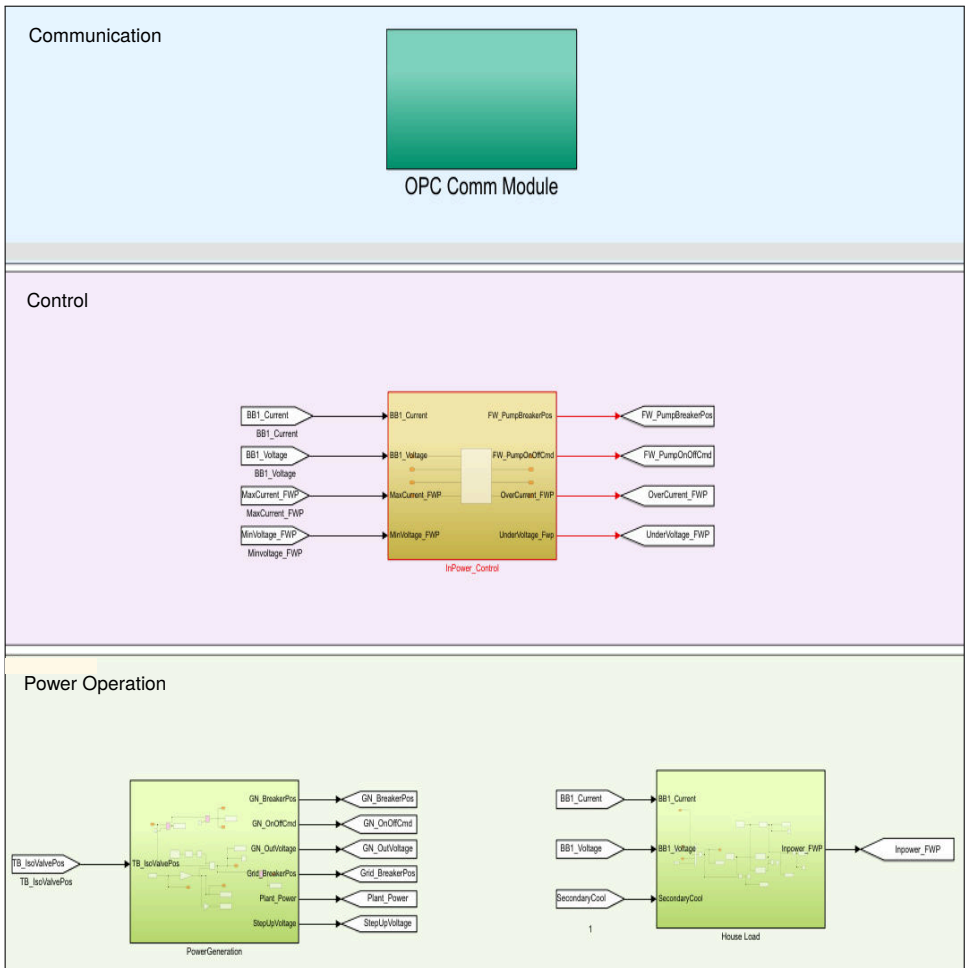 Communication
OPC Comm Module
Control
BB1_Current
BB1_Current
BB1_Voltage
BB1_Voltage
MaxCurrent_FWP
MaxCurrent_FWP
MinVoltage_FWP
Minvoltage_FWP
BB1_Current
BB1_Voltage
MaxCurrent_FWP
MinVoltage_FWP
FW_PumpBreakerPos
FW_PumpOnOffCmd
OverCurrent_FWP
UnderVoltage_Fwp
InPower_Control
FW_PumpBreakerPos
FW_PumpOnOffCmd
OverCurrent_FWP
UnderVoltage_FWP
Power Operation
TB_IsoValvePos
TB_IsoValvePos
TB_IsoValvePos
GN_BreakerPos
GN_OnOffCmd
GN_OutVoltage
Grid_BreakerPos
Plant_Power
StepUpVoltage
PowerGeneration
GN_BreakerPos
GN_OnOffCmd
GN_OutVoltage
Grid_BreakerPos
Plant_Power
StepUpVoltage
BB1_Current
BB1_Voltage
SecondaryCool
1
BB1_Current
BB1_Voltage
SecondaryCool
Inpower_FWP
House Load
Inpower_FWP